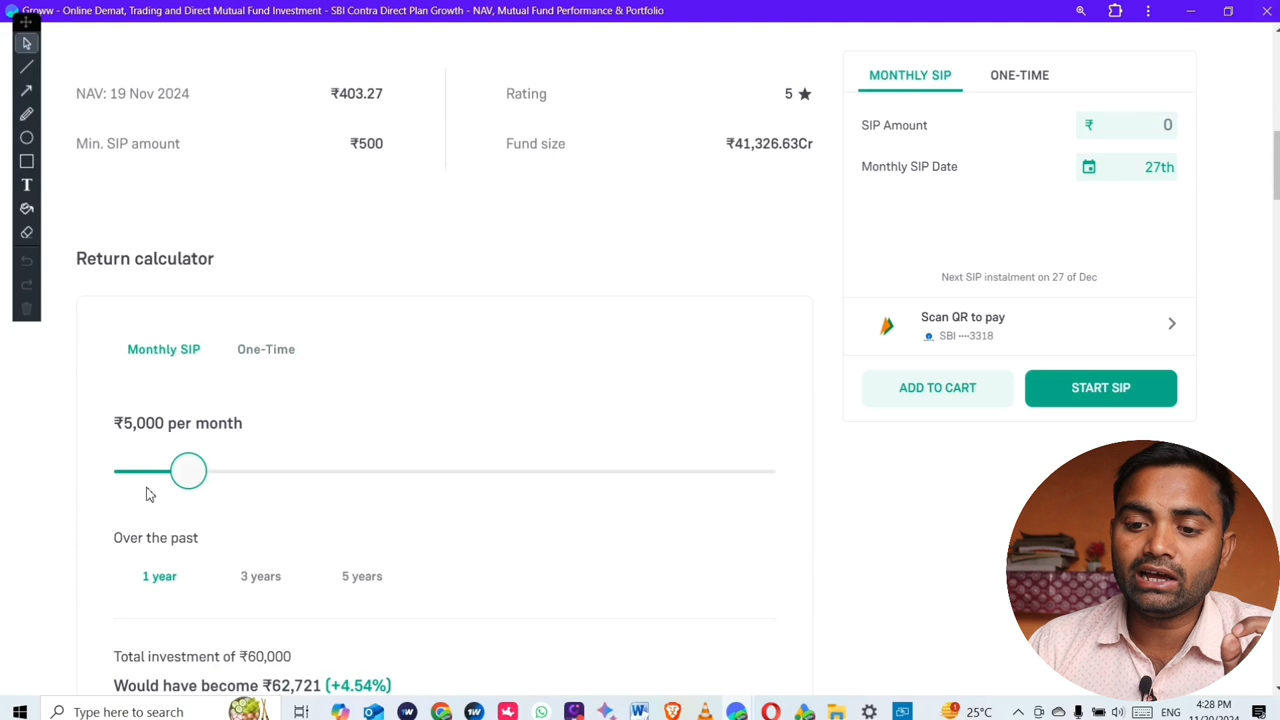 Groww - Online Demat, Trading and Direct Mutual Fund Investment - SBI Contra Direct Plan Growth - NAV, Mutual Fund Performance & Portfolio
T
NAV: 19 Nov 2024 ₹403.27
Rating 5 ★
Min. SIP amount ₹500
Fund size ₹41,326.63Cr
Return calculator
Monthly SIP One-Time
₹5,000 per month
Over the past
1 year 3 years 5 years
Total investment of ₹60,000
Would have become ₹62,721 (+4.54%)
MONTHLY SIP ONE-TIME
SIP Amount ₹ 0
Monthly SIP Date 27th
Next SIP instalment on 27 of Dec
Scan QR to pay
SBI ····3318
ADD TO CART START SIP
Type here to search
25°C
ENG
4:28 PM